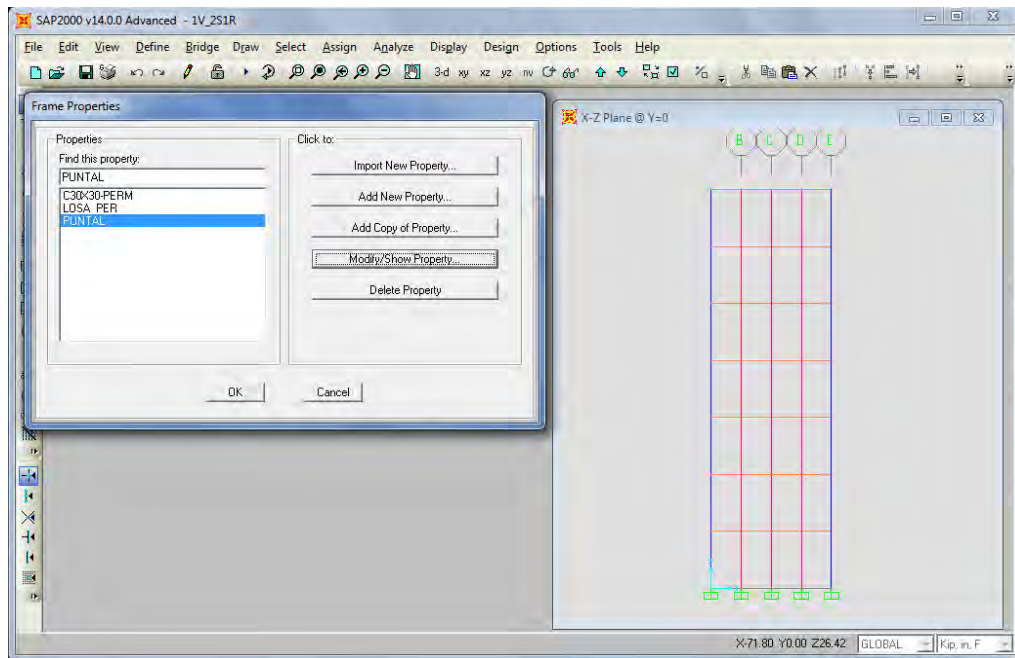 SAP2000 v14.0.0 Advanced - 1V_2S1R
File Edit View Define Bridge Draw Select Assign Analyze Display Design Options Tools Help
3-d xy xz yz nv
Frame Properties
Properties
Find this property:
PUNTAL
C30X30-PERM
LOSA PER
PUNTAL
Click to:
Import New Property...
Add New Property...
Add Copy of Property...
Modify/Show Property...
Delete Property
OK
Cancel
X-Z Plane @ Y=0
B C D E
X-71.80 Y0.00 Z26.42 GLOBAL Kip, in, F